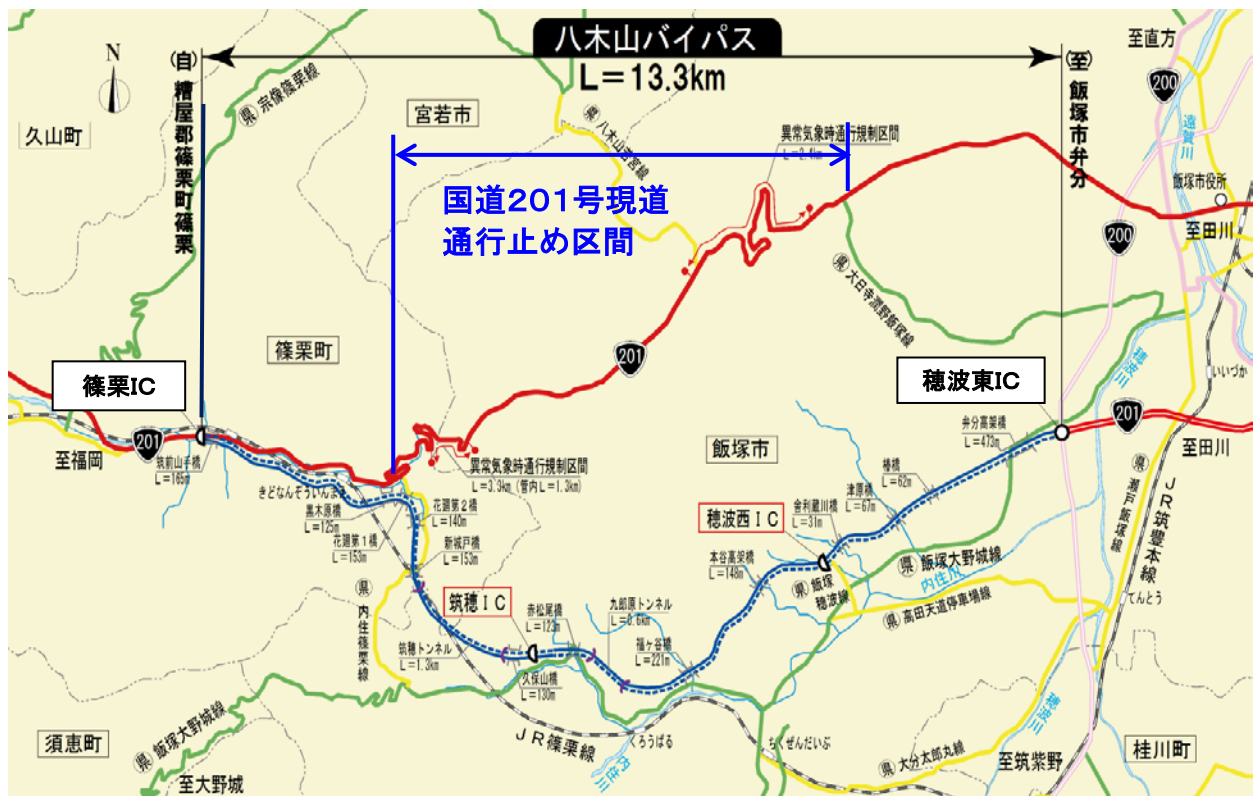 八木山バイパス
L=13.3km
N
(自)糟屋郡篠栗町篠栗
(至)飯塚市弁分
至直方
200
久山町
県 宗像篠栗線
宮若市
県 八木山若宮線
異常気象時通行規制区間
L=2.4km
遠賀川
飯塚市役所
至田川
国道201号現道
通行止め区間
200
県 大日寺潤野飯塚線
篠栗町
201
穂波川
いいづか
篠栗IC
穂波東IC
201
201
至福岡
至田川
筑前山手橋
L=165m
弁分高架橋
L=473m
飯塚市
異常気象時通行規制区間
L=3.9km(管内L=1.3km)
きどなんぞういんまえ
黒木原橋
L=125m
花廻第2橋
L=140m
花廻第1橋
L=153m
新城戸橋
L=153m
椿橋
L=62m
津原橋
L=67m
舎利蔵川橋
L=31m
穂波西IC
本谷高架橋
L=148m
県 飯塚穂波線
県 飯塚大野城線
内住川
県 高田天道停車場線
県 瀬戸飯塚線
JR筑豊本線
てんとう
県 内住篠栗線
筑穂IC
赤松尾橋
L=123m
九郎原トンネル
L=0.6km
福ヶ谷橋
L=221m
筑穂トンネル
L=1.3km
久保山橋
L=130m
須恵町
県 飯塚大野城線
至大野城
JR篠栗線
くろうばる
内住川
ちくぜんだいぶ
県 大分太郎丸線
穂波川
至筑紫野
桂川町